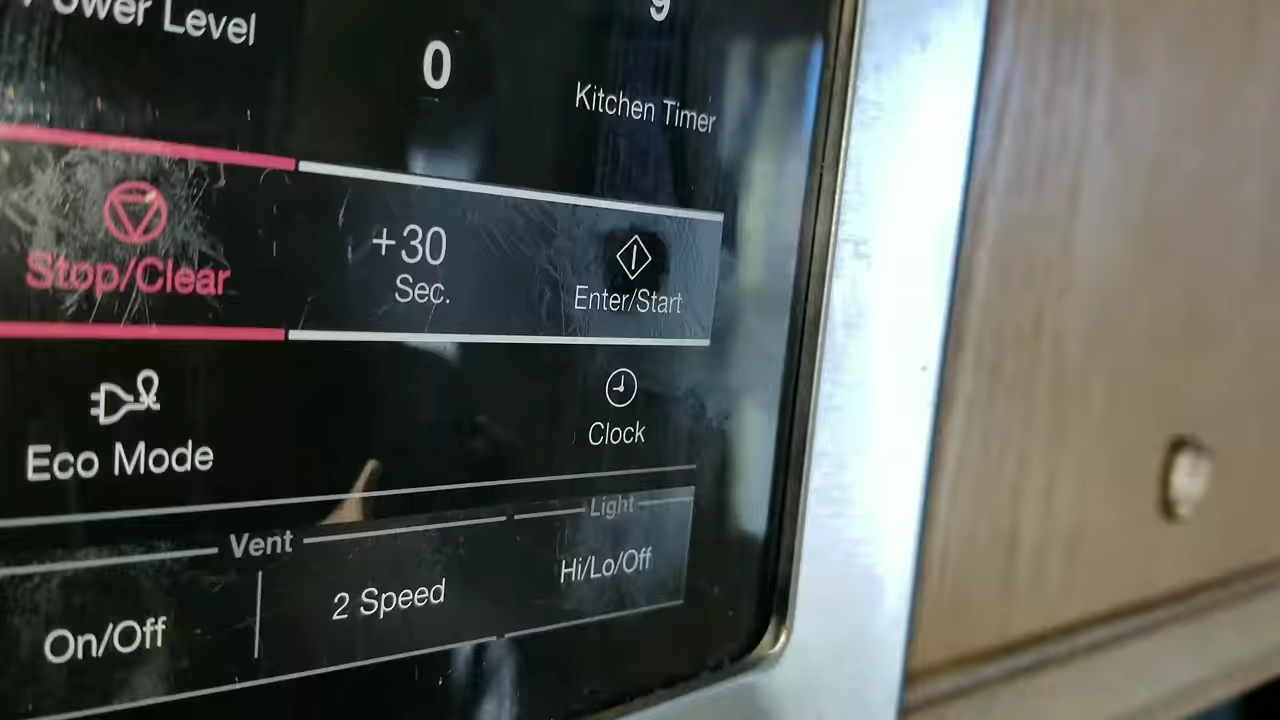 Power Level
9
0
Kitchen Timer
Stop/Clear
+30
Sec.
Enter/Start
Eco Mode
Clock
Vent
Light
On/Off
2 Speed
Hi/Lo/Off